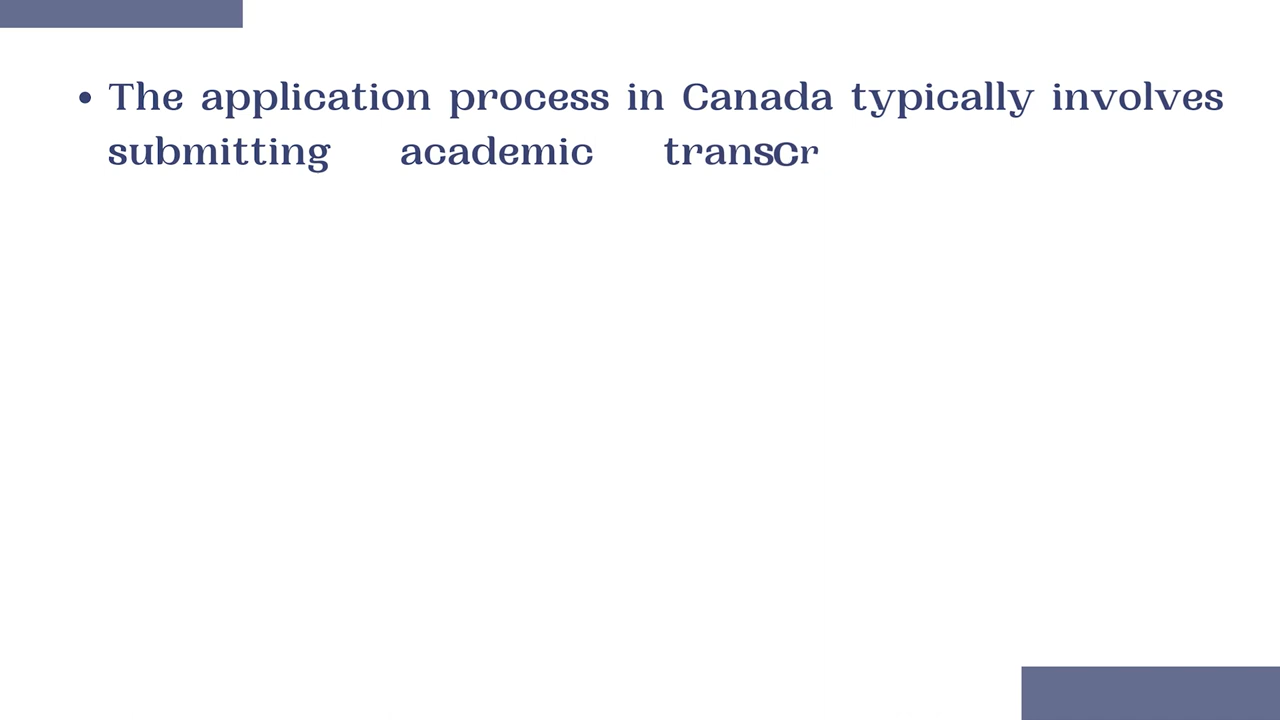 • The application process in Canada typically involves
submitting academic transcr